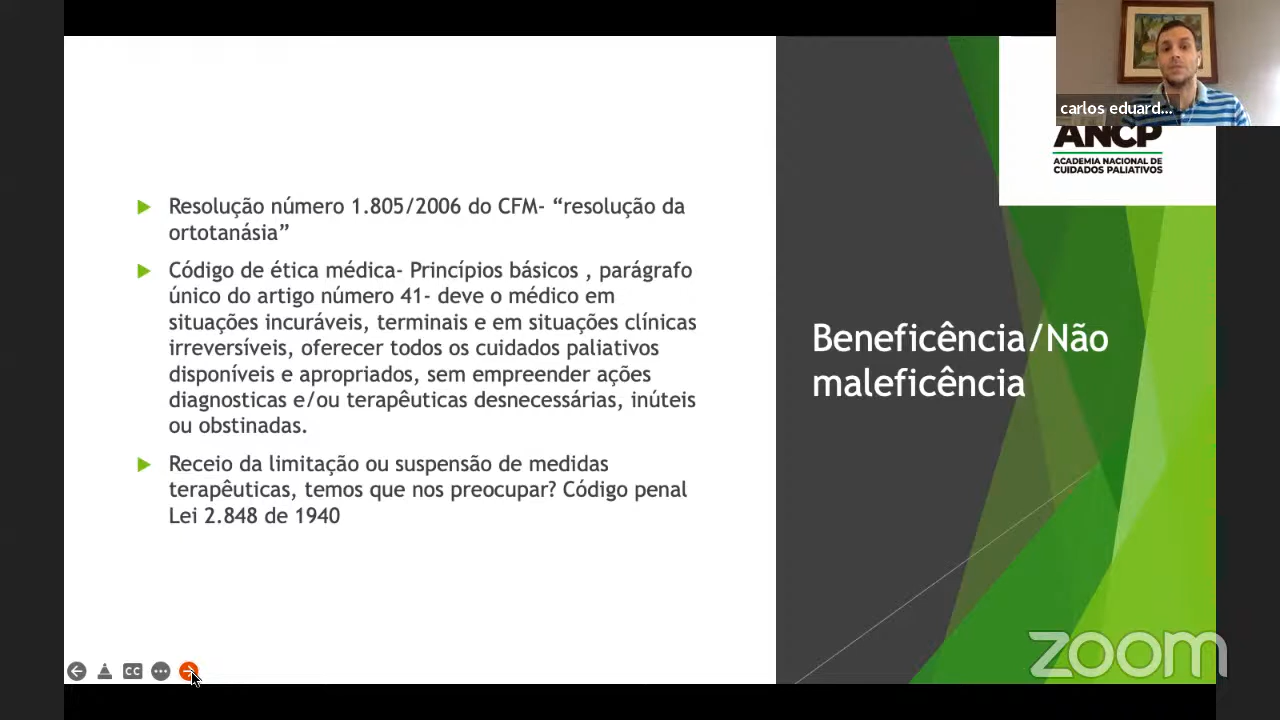 carlos eduard...
ANCP
ACADEMIA NACIONAL DE
CUIDADOS PALIATIVOS
Resolução número 1.805/2006 do CFM- “resolução da
ortotanásia”
Código de ética médica- Princípios básicos , parágrafo
único do artigo número 41- deve o médico em
situações incuráveis, terminais e em situações clínicas
irreversíveis, oferecer todos os cuidados paliativos
disponíveis e apropriados, sem empreender ações
diagnosticas e/ou terapêuticas desnecessárias, inúteis
ou obstinadas.
Receio da limitação ou suspensão de medidas
terapêuticas, temos que nos preocupar? Código penal
Lei 2.848 de 1940
Beneficência/Não
maleficência
CC
zoom